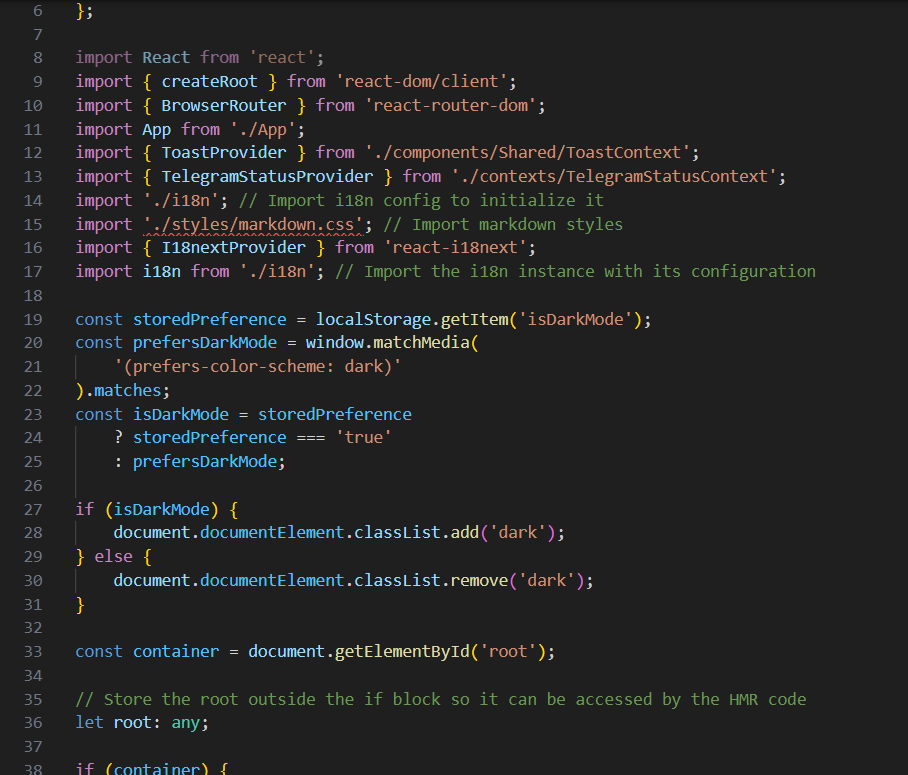 6 };
7
8 import React from 'react';
9 import { createRoot } from 'react-dom/client';
10 import { BrowserRouter } from 'react-router-dom';
11 import App from './App';
12 import { ToastProvider } from './components/Shared/ToastContext';
13 import { TelegramStatusProvider } from './contexts/TelegramStatusContext';
14 import './i18n'; // Import i18n config to initialize it
15 import './styles/markdown.css'; // Import markdown styles
16 import { I18nextProvider } from 'react-i18next';
17 import i18n from './i18n'; // Import the i18n instance with its configuration
18
19 const storedPreference = localStorage.getItem('isDarkMode');
20 const prefersDarkMode = window.matchMedia(
21     '(prefers-color-scheme: dark)'
22 ).matches;
23 const isDarkMode = storedPreference
24     ? storedPreference === 'true'
25     : prefersDarkMode;
26
27 if (isDarkMode) {
28     document.documentElement.classList.add('dark');
29 } else {
30     document.documentElement.classList.remove('dark');
31 }
32
33 const container = document.getElementById('root');
34
35 // Store the root outside the if block so it can be accessed by the HMR code
36 let root: any;
37
38 if (container) {